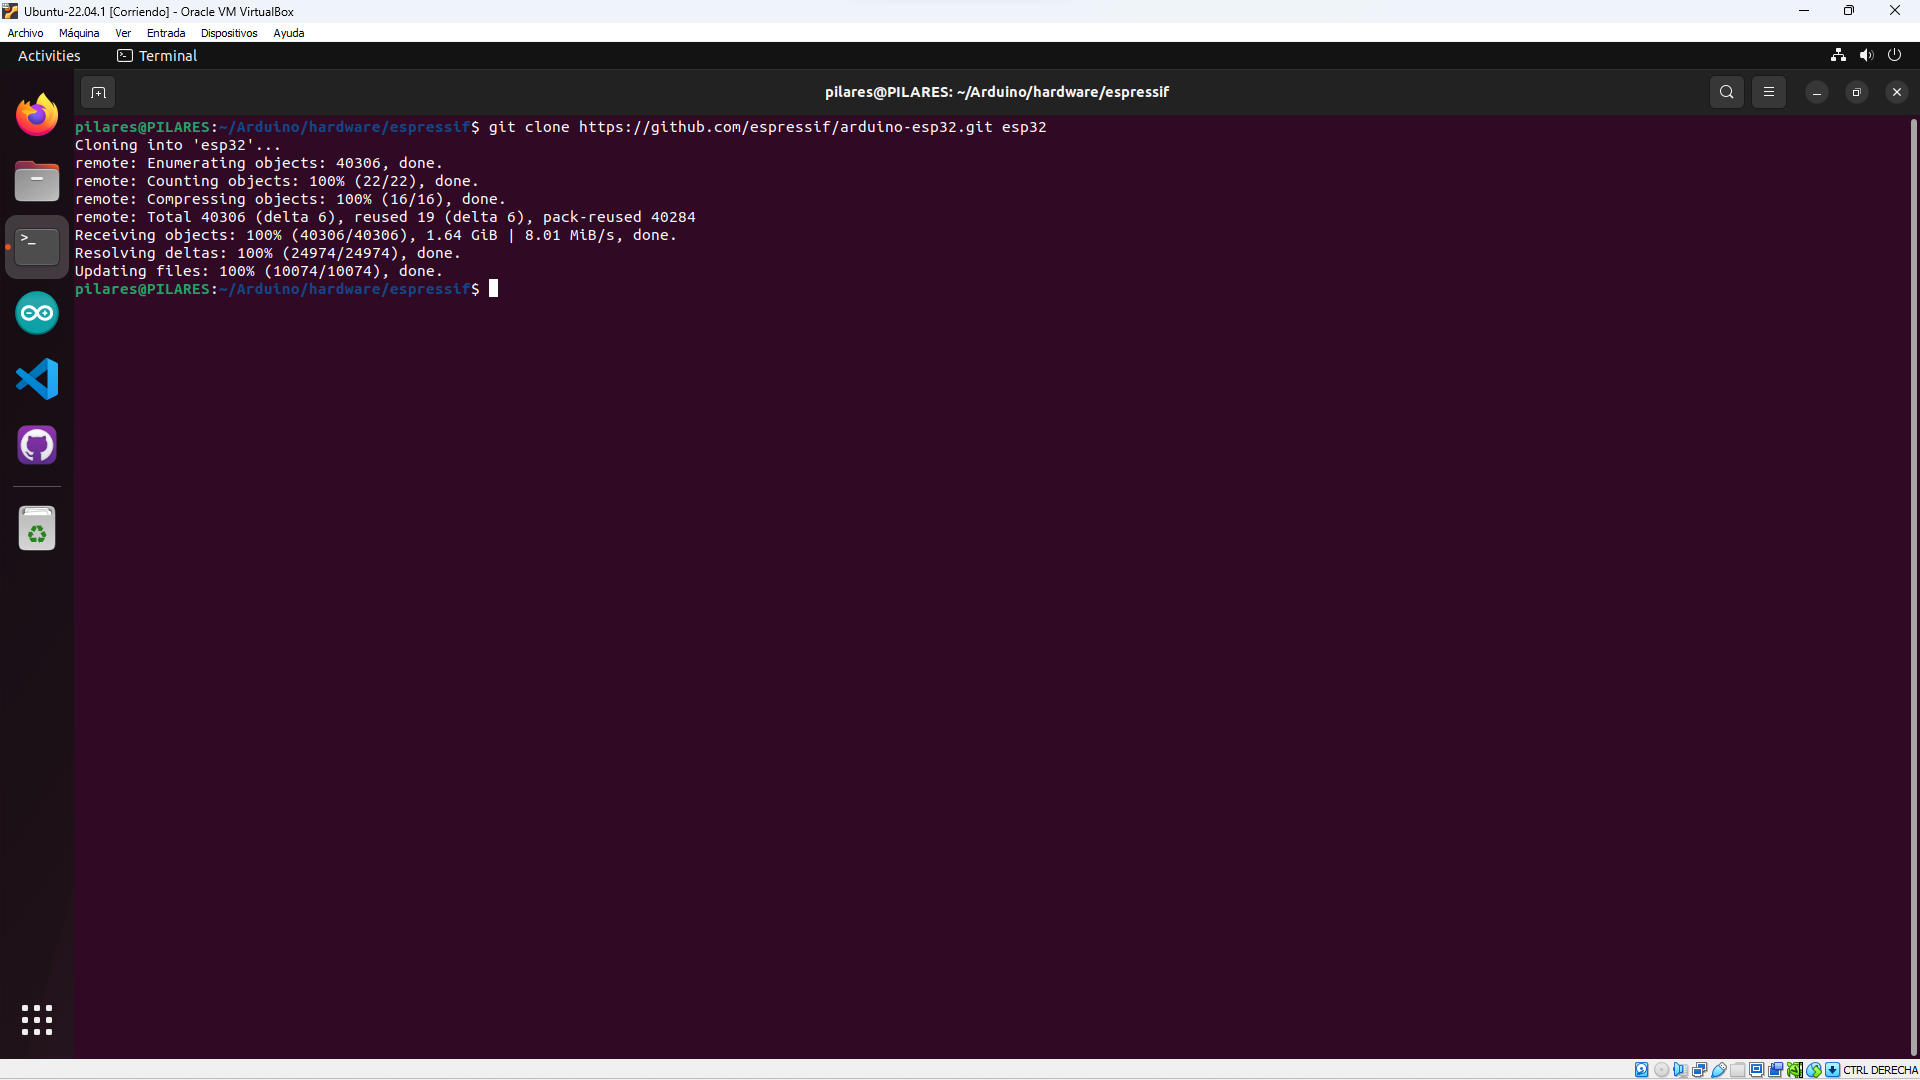 Ubuntu-22.04.1 [Corriendo] - Oracle VM VirtualBox
Archivo Máquina Ver Entrada Dispositivos Ayuda
Activities Terminal
pilares@PILARES: ~/Arduino/hardware/espressif
pilares@PILARES:~/Arduino/hardware/espressif$ git clone https://github.com/espressif/arduino-esp32.git esp32
Cloning into 'esp32'...
remote: Enumerating objects: 40306, done.
remote: Counting objects: 100% (22/22), done.
remote: Compressing objects: 100% (16/16), done.
remote: Total 40306 (delta 6), reused 19 (delta 6), pack-reused 40284
Receiving objects: 100% (40306/40306), 1.64 GiB | 8.01 MiB/s, done.
Resolving deltas: 100% (24974/24974), done.
Updating files: 100% (10074/10074), done.
pilares@PILARES:~/Arduino/hardware/espressif$
CTRL DERECHA